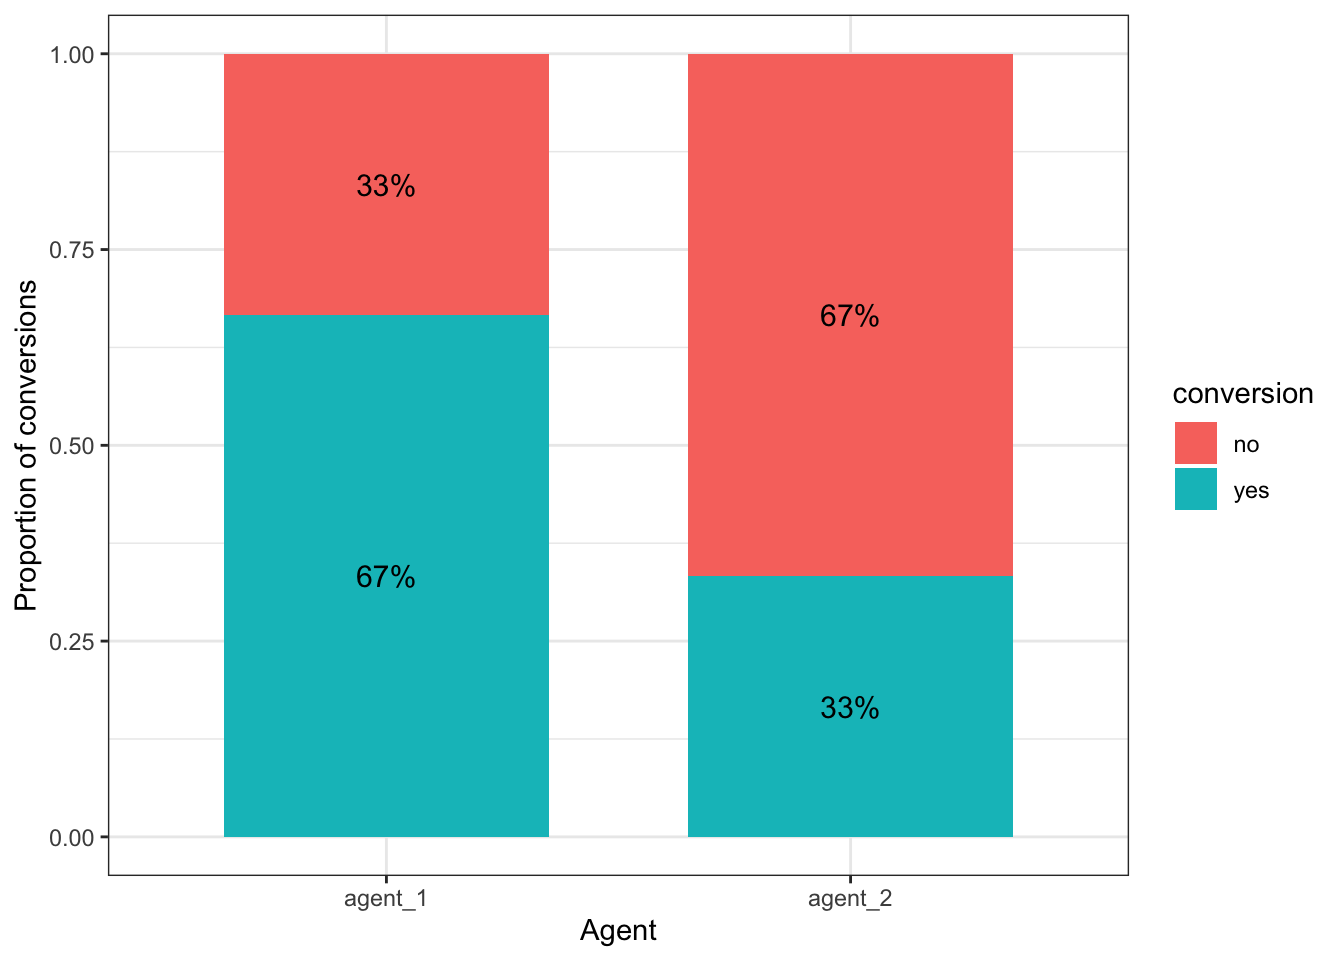 1.00
0.75
0.50
0.25
0.00
Proportion of conversions
33%
67%
67%
33%
agent_1
agent_2
Agent
conversion
no
yes